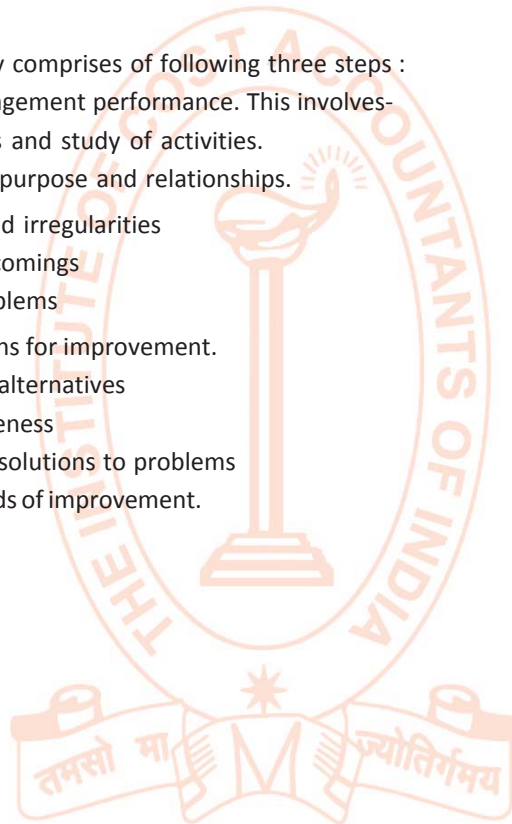 y comprises of following three steps :
gement performance. This involves-
s and study of activities.
purpose and relationships.
d irregularities
comings
blems
ns for improvement.
alternatives
eness
solutions to problems
ds of improvement.
THE INSTITUTE OF COST ACCOUNTANTS OF INDIA
तमसो मा ज्योतिर्गमय